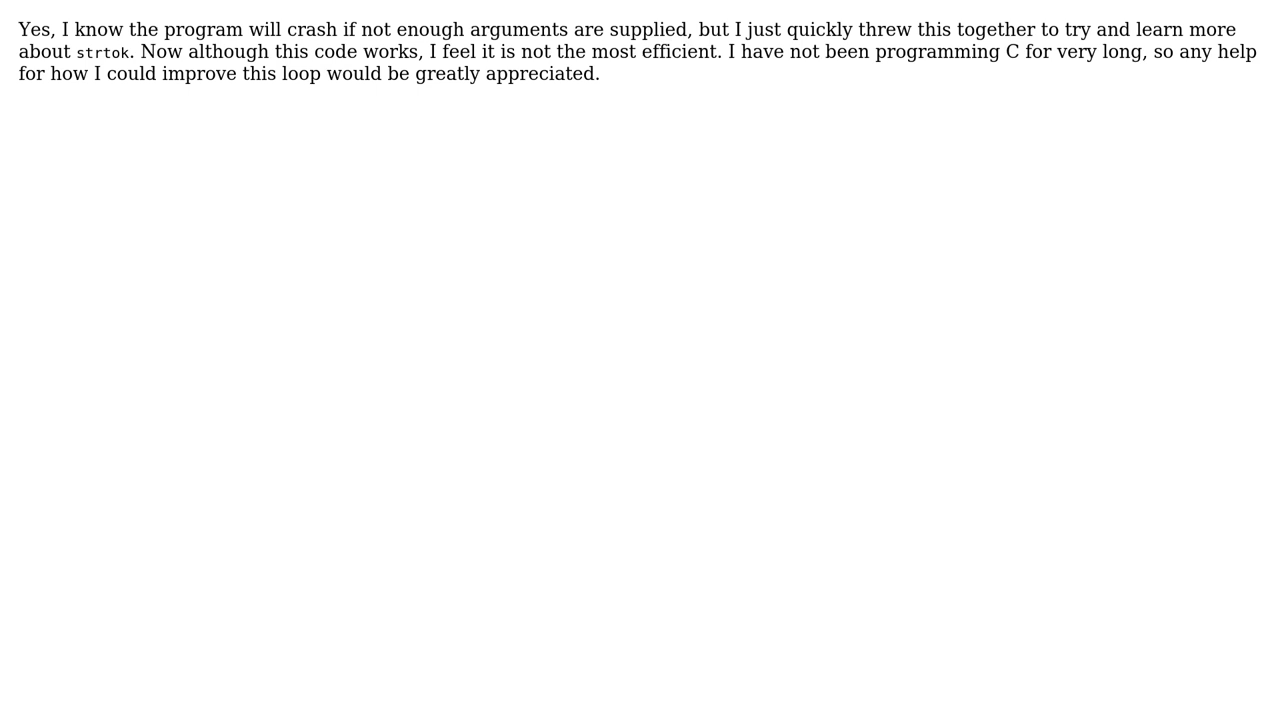 Yes, I know the program will crash if not enough arguments are supplied, but I just quickly threw this together to try and learn more
about strtok. Now although this code works, I feel it is not the most efficient. I have not been programming C for very long, so any help
for how I could improve this loop would be greatly appreciated.